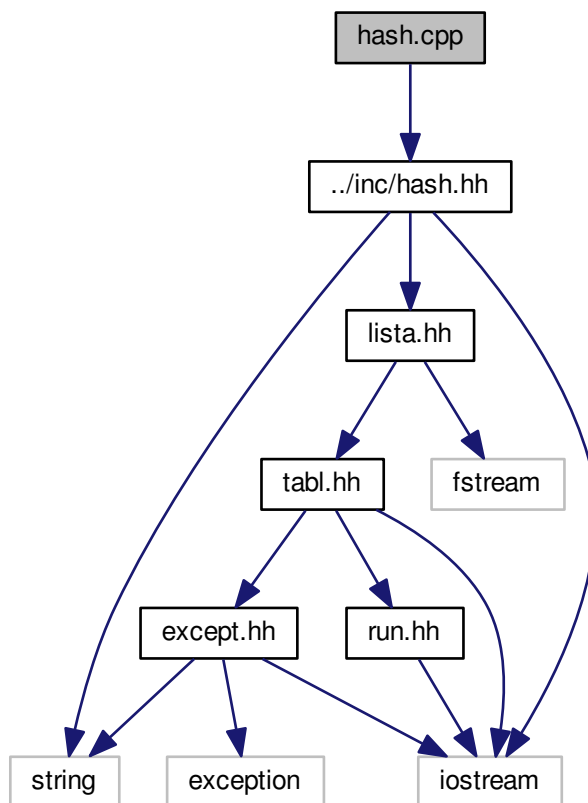 hash.cpp
../inc/hash.hh
lista.hh
tabl.hh
fstream
except.hh
run.hh
string
exception
iostream